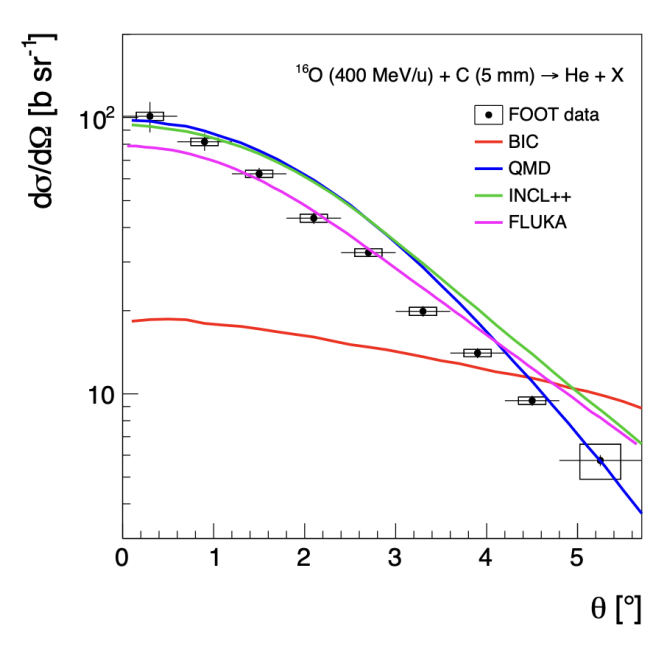 dσ/dΩ [b sr⁻¹]
¹⁶O (400 MeV/u) + C (5 mm) → He + X
FOOT data
BIC
QMD
INCL++
FLUKA
10²
10
0 1 2 3 4 5
θ [°]